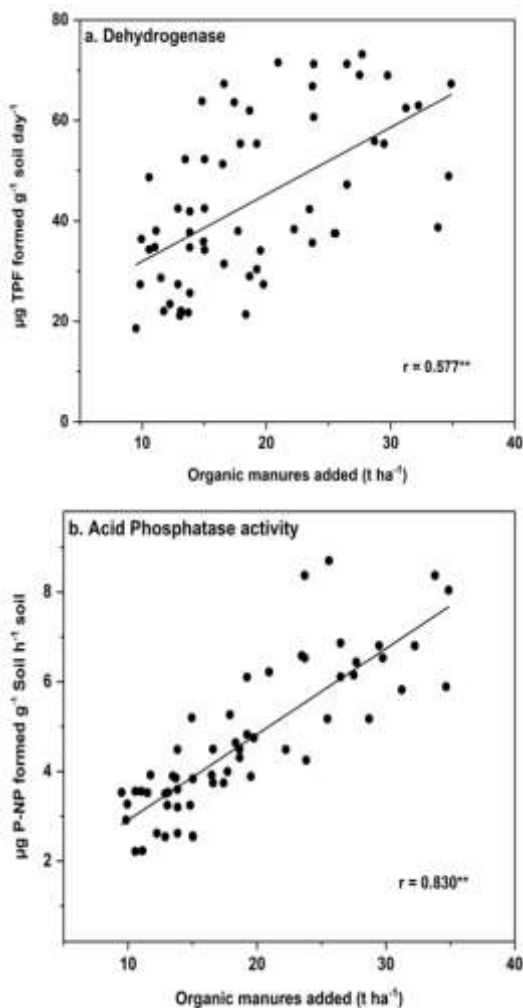 a. Dehydrogenase
80
60
40
20
0
µg TPF formed g⁻¹ soil day⁻¹
r = 0.577**
10 20 30 40
Organic manures added (t ha⁻¹)
b. Acid Phosphatase activity
8
6
4
2
µg P-NP formed g⁻¹ Soil h⁻¹ soil
r = 0.830**
10 20 30 40
Organic manures added (t ha⁻¹)